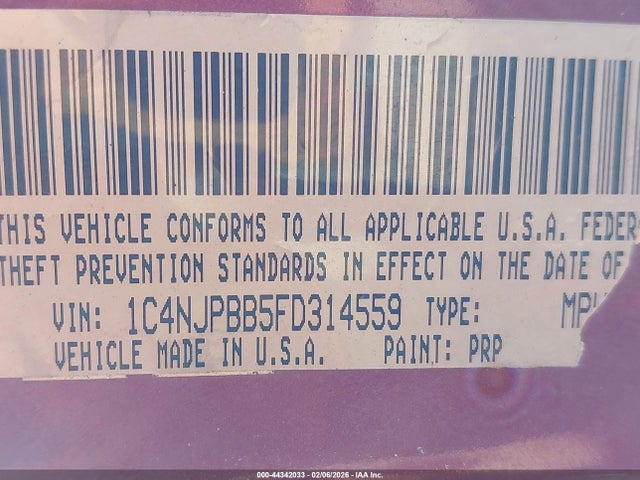 THIS VEHICLE CONFORMS TO ALL APPLICABLE U.S.A. FEDER
THEFT PREVENTION STANDARDS IN EFFECT ON THE DATE OF
VIN: 1C4NJPBB5FD314559 TYPE: MPV
VEHICLE MADE IN U.S.A. PAINT: PRP
000-44342033 - 02/06/2026 - IAA Inc.